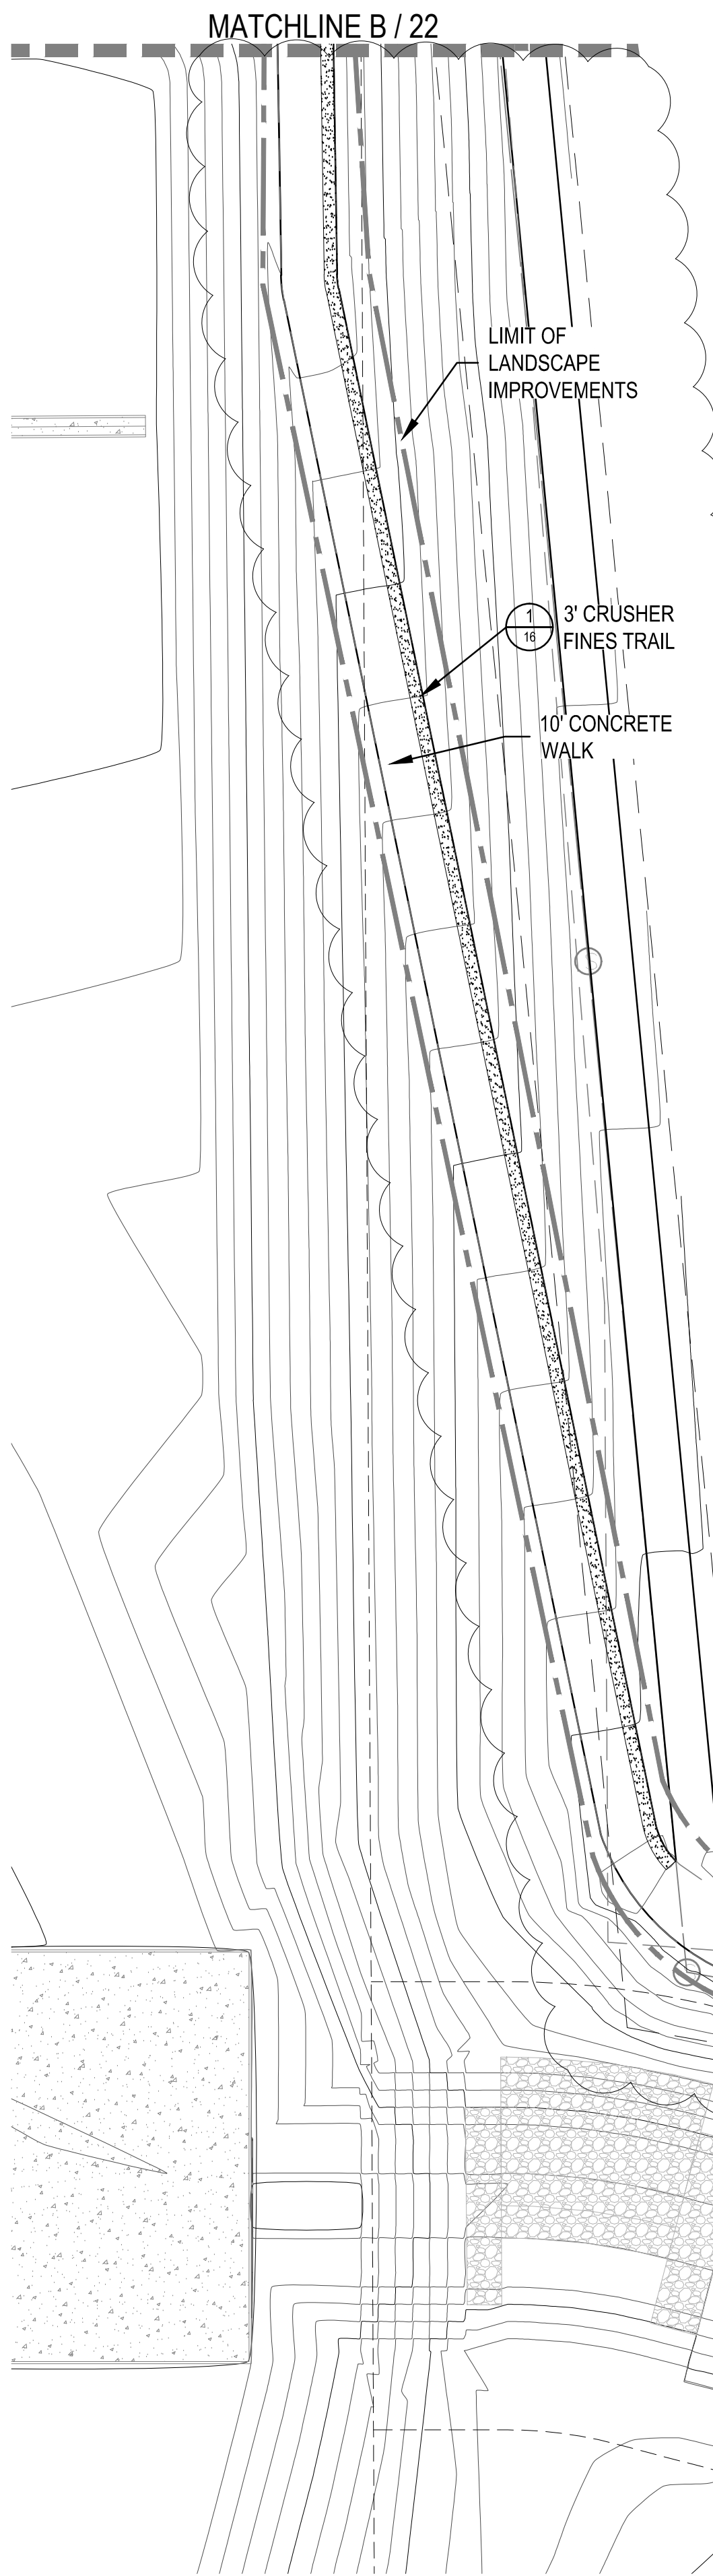 MATCHLINE B / 22
LIMIT OF
LANDSCAPE
IMPROVEMENTS
1
16
3' CRUSHER
FINES TRAIL
10' CONCRETE
WALK